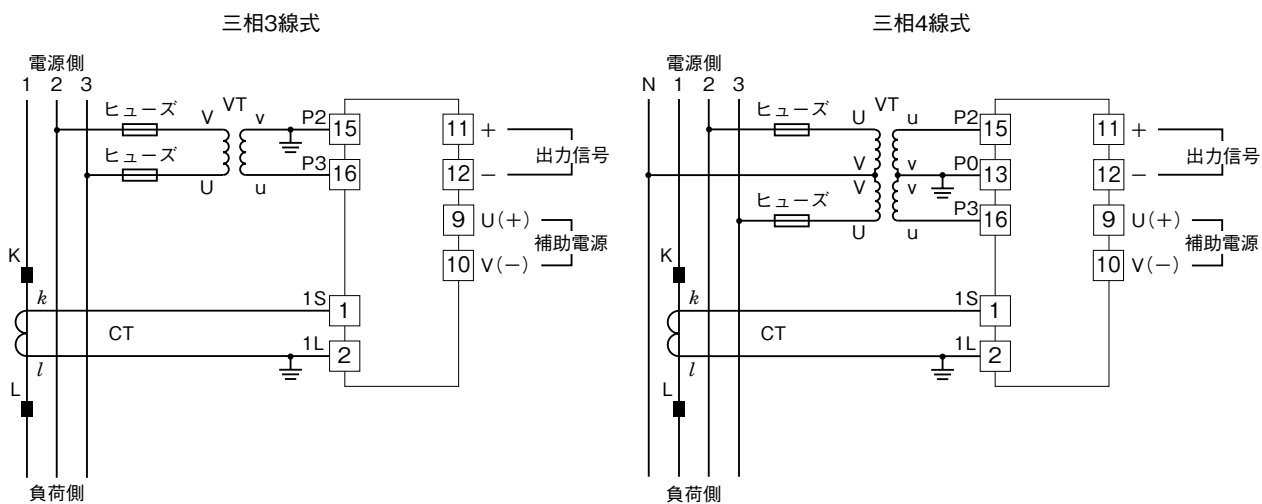 三相3線式
電源側
1 2 3
ヒューズ VT
V v P2 15 11 +
出力信号
ヒューズ
U u P3 16 12 −
9 U(+)
補助電源
10 V(−)
K
k 1S 1
CT
l 1L 2
L
負荷側
三相4線式
電源側
N 1 2 3
ヒューズ VT
U u P2 15 11 +
出力信号
V v P0 13 12 −
V v
ヒューズ
U u P3 16 9 U(+)
補助電源
10 V(−)
K
k 1S 1
CT
l 1L 2
L
負荷側